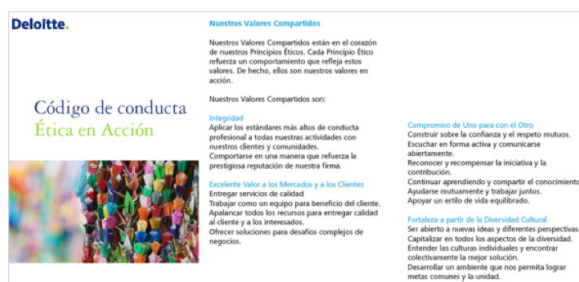 Deloitte.
Código de conducta
Ética en Acción
Nuestros Valores Compartidos
Nuestros Valores Compartidos están en el corazón
de nuestros Principios Éticos. Cada Principio Ético
refuerza un comportamiento que refleja estos
valores. De hecho, ellos son nuestros valores en
acción.
Nuestros Valores Compartidos son:
Integridad
Aplicar los estándares más altos de conducta
profesional a todas nuestras actividades con
nuestros clientes y comunidades.
Comportarse en una manera que refuerza la
prestigiosa reputación de nuestra firma.
Excelente Valor a los Mercados y a los Clientes
Entregar servicios de calidad
Trabajar como un equipo para beneficio del cliente.
Apalancar todos los recursos para entregar calidad
al cliente y a los interesados.
Ofrecer soluciones para desafíos complejos de
negocios.
Compromiso de Uno para con el Otro
Construir sobre la confianza y el respeto mutuos.
Escuchar en forma activa y comunicarse
abiertamente.
Reconocer y recompensar la iniciativa y la
contribución.
Continuar aprendiendo y compartir el conocimiento
Ayudarse mutuamente y trabajar juntos.
Apoyar un estilo de vida equilibrado.
Fortaleza a partir de la Diversidad Cultural
Ser abierto a nuevas ideas y diferentes perspectivas
Capitalizar en todos los aspectos de la diversidad.
Entender las culturas individuales y encontrar
colectivamente la mejor solución.
Desarrollar un ambiente que nos permita lograr
metas comunes y la unidad.